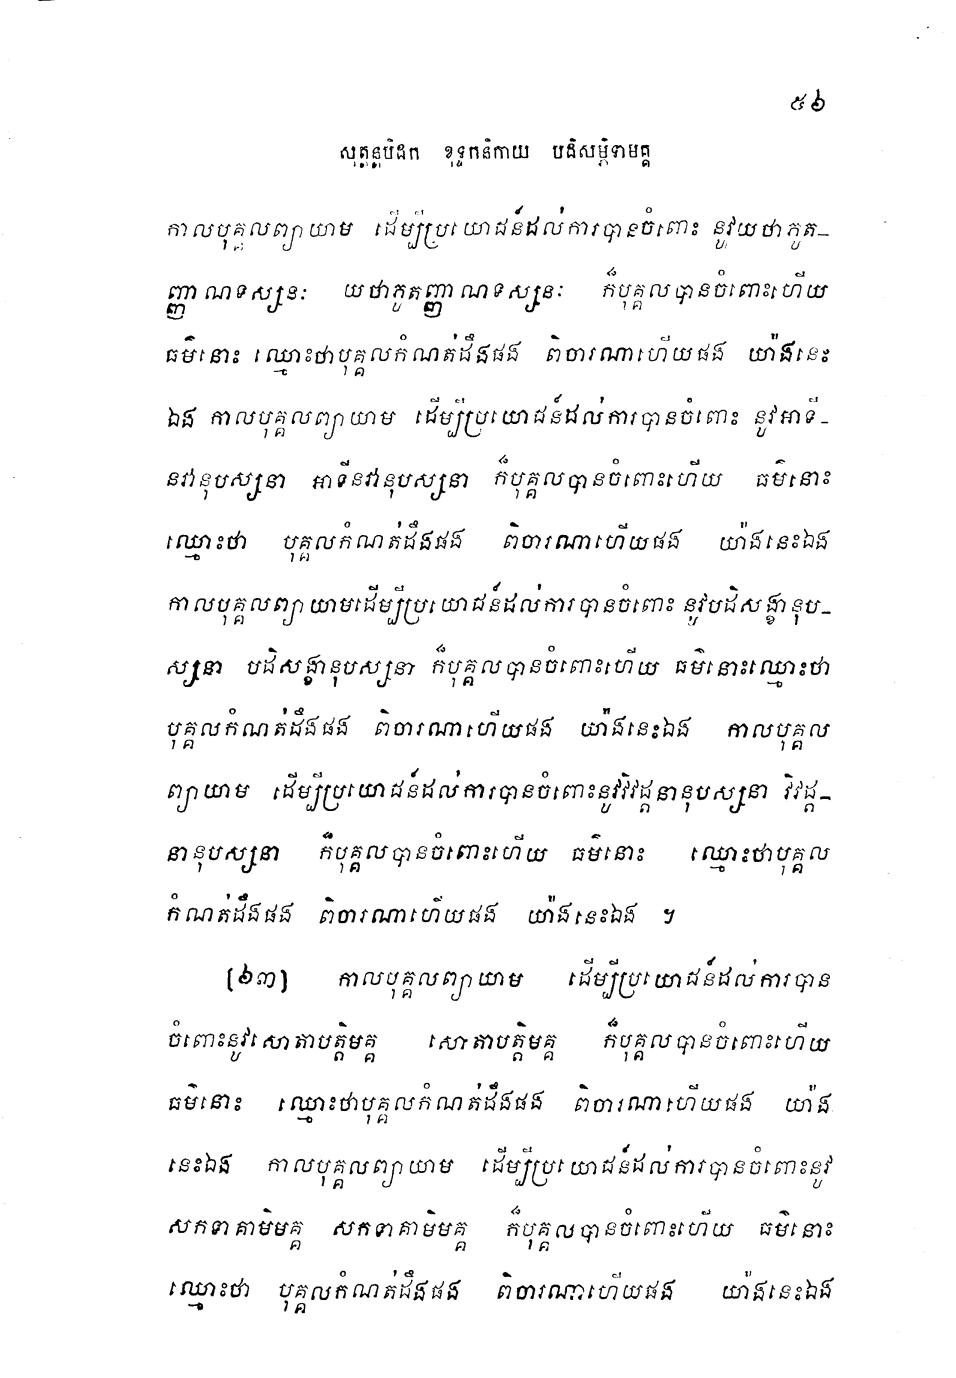 ៥៦
សុត្តន្តបិដក ខុទ្ទកនិកាយ បដិសម្ភិទាមគ្គ
កាលបុគ្គលព្យាយាម ដើម្បីប្រយោជន៍ដល់ការបានចំពោះ នូវយថាភូត-
ញ្ញាណទស្សនៈ យថាភូតញ្ញាណទស្សនៈ ក៏បុគ្គលបានចំពោះហើយ
ធម៌នោះ ឈ្មោះថាបុគ្គលកំណត់ដឹងផង ពិចារណាហើយផង យ៉ាងនេះ
ឯង កាលបុគ្គលព្យាយាម ដើម្បីប្រយោជន៍ដល់ការបានចំពោះ នូវអាទី-
នវានុបស្សនា អាទីនវានុបស្សនា ក៏បុគ្គលបានចំពោះហើយ ធម៌នោះ
ឈ្មោះថា បុគ្គលកំណត់ដឹងផង ពិចារណាហើយផង យ៉ាងនេះឯង
កាលបុគ្គលព្យាយាមដើម្បីប្រយោជន៍ដល់ការបានចំពោះ នូវបដិសង្ខានុប-
ស្សនា បដិសង្ខានុបស្សនា ក៏បុគ្គលបានចំពោះហើយ ធម៌នោះឈ្មោះថា
បុគ្គលកំណត់ដឹងផង ពិចារណាហើយផង យ៉ាងនេះឯង កាលបុគ្គល
ព្យាយាម ដើម្បីប្រយោជន៍ដល់ការបានចំពោះនូវវិវដ្តនានុបស្សនា វិវដ្ត-
នានុបស្សនា ក៏បុគ្គលបានចំពោះហើយ ធម៌នោះ ឈ្មោះថាបុគ្គល
កំណត់ដឹងផង ពិចារណាហើយផង យ៉ាងនេះឯង ។
[៦៣] កាលបុគ្គលព្យាយាម ដើម្បីប្រយោជន៍ដល់ការបាន
ចំពោះនូវសោតាបត្តិមគ្គ សោតាបត្តិមគ្គ ក៏បុគ្គលបានចំពោះហើយ
ធម៌នោះ ឈ្មោះថាបុគ្គលកំណត់ដឹងផង ពិចារណាហើយផង យ៉ាង
នេះឯង កាលបុគ្គលព្យាយាម ដើម្បីប្រយោជន៍ដល់ការបានចំពោះនូវ
សកទាគាមិមគ្គ សកទាគាមិមគ្គ ក៏បុគ្គលបានចំពោះហើយ ធម៌នោះ
ឈ្មោះថា បុគ្គលកំណត់ដឹងផង ពិចារណាហើយផង យ៉ាងនេះឯង